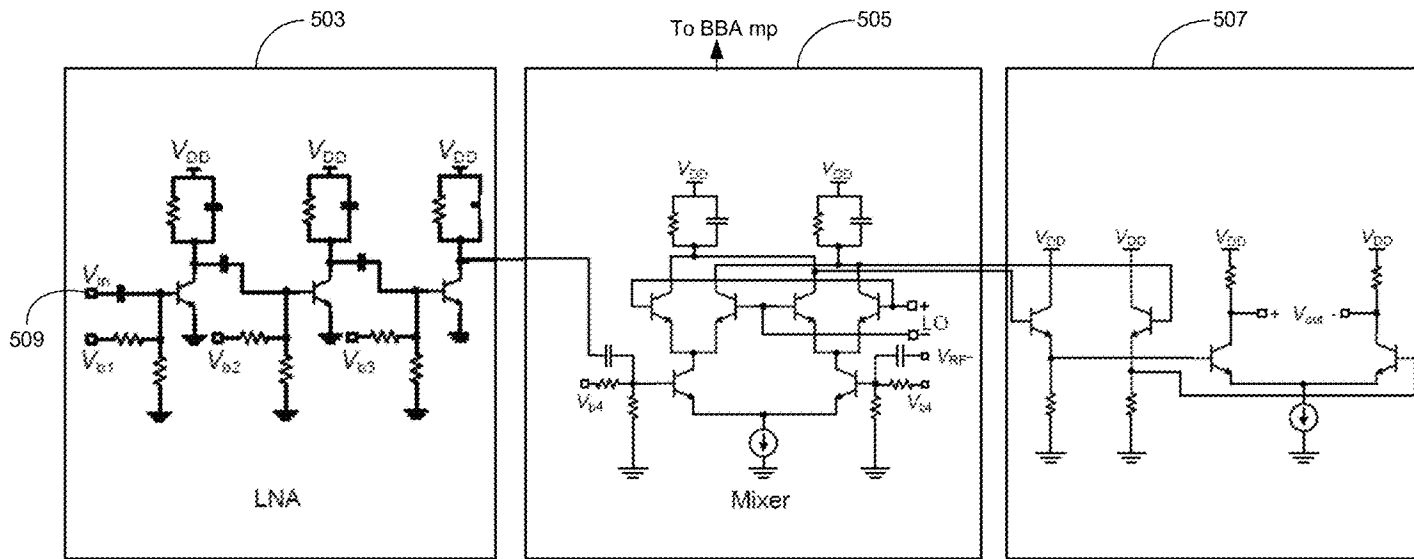 503
To BBA mp
505
507
VDD VDD VDD
VDD VDD
VDD VDD VDD VDD
Vin
509
Vb1
Vb2
Vb3
+
LO
VRF-
Vb4
Vb4
+ Vout -
LNA
Mixer